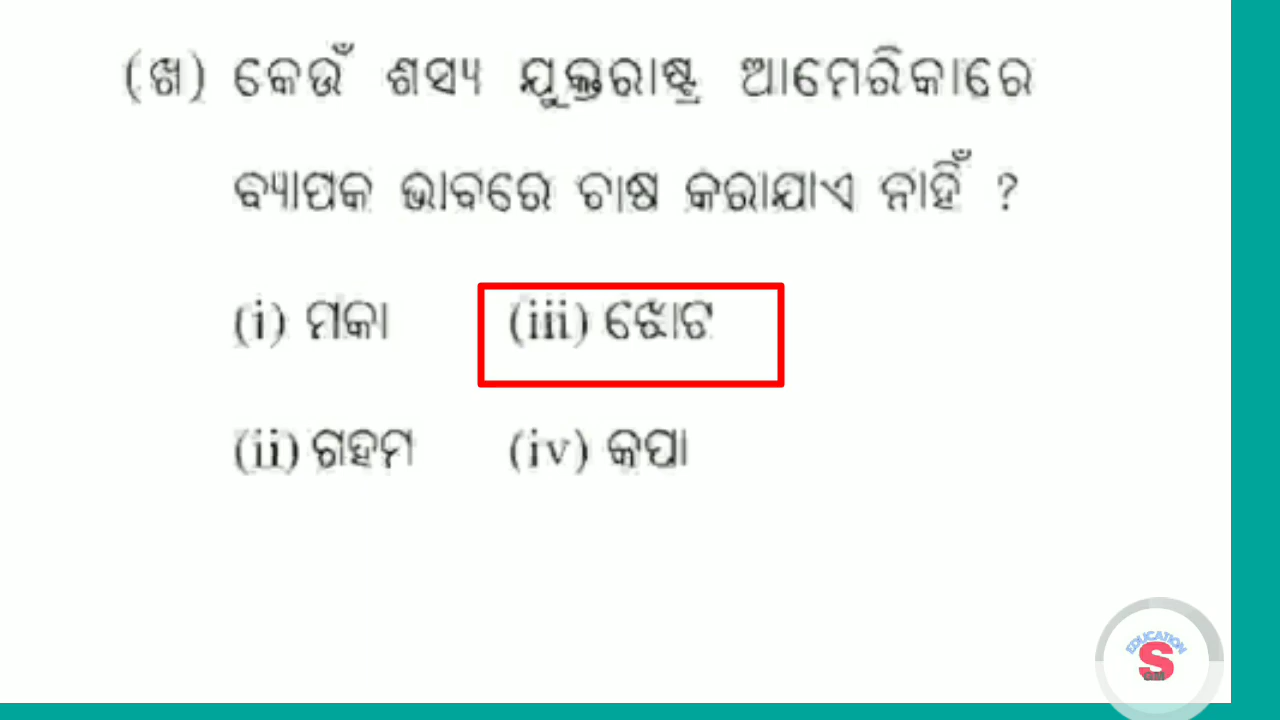 (ଖ) କେଉଁ ଶସ୍ୟ ଯୁକ୍ତରାଷ୍ଟ୍ର ଆମେରିକାରେ
ବ୍ୟାପକ ଭାବରେ ଚାଷ କରାଯାଏ ନାହିଁ ?
(i) ମକା (iii) ଝୋଟ
(ii) ଗହମ (iv) କପା
EDUCATION
S